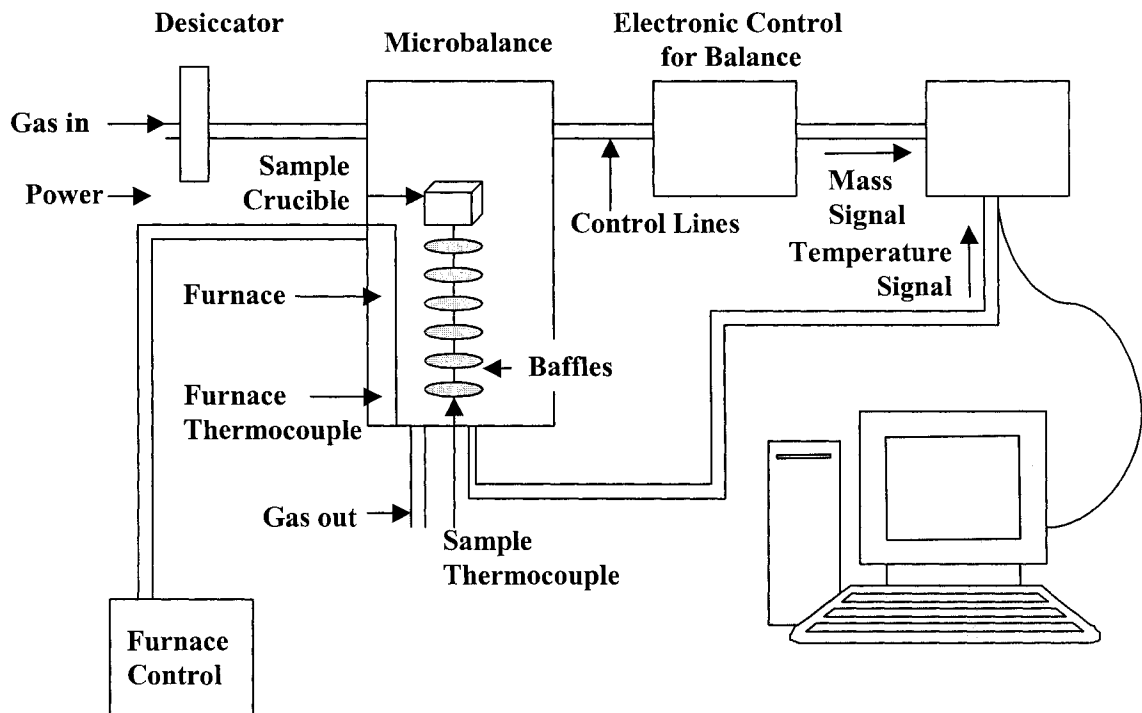 Desiccator
Microbalance
Electronic Control
for Balance
Gas in
Power
Sample
Crucible
Control Lines
Mass
Signal
Temperature
Signal
Furnace
Baffles
Furnace
Thermocouple
Gas out
Sample
Thermocouple
Furnace
Control